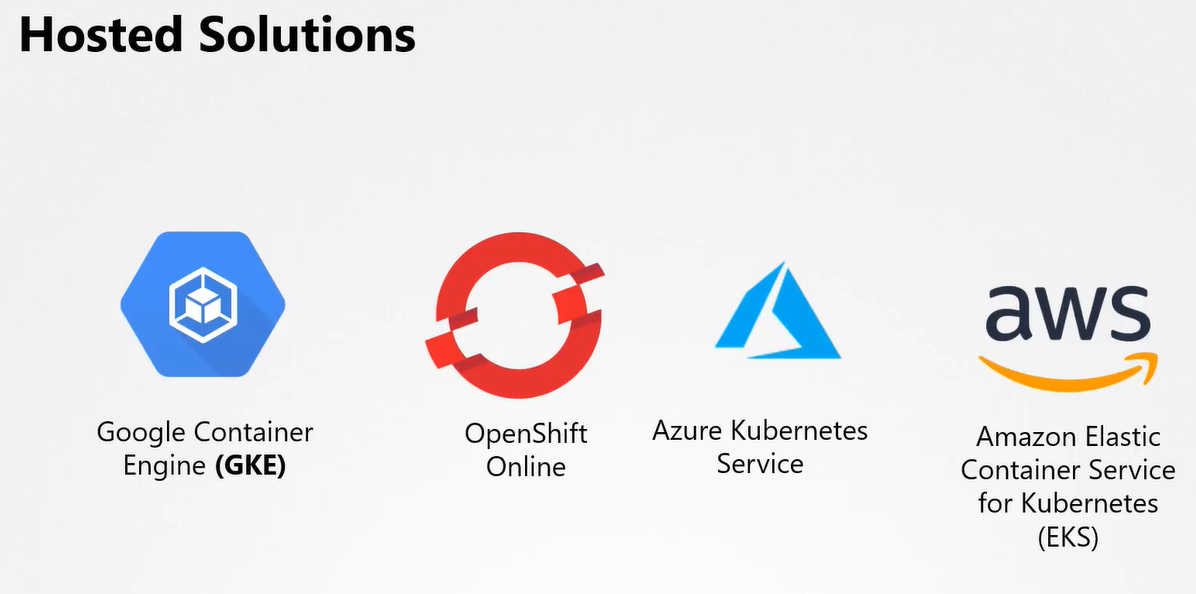 Hosted Solutions
aws
Google Container
Engine (GKE)
OpenShift
Online
Azure Kubernetes
Service
Amazon Elastic
Container Service
for Kubernetes
(EKS)